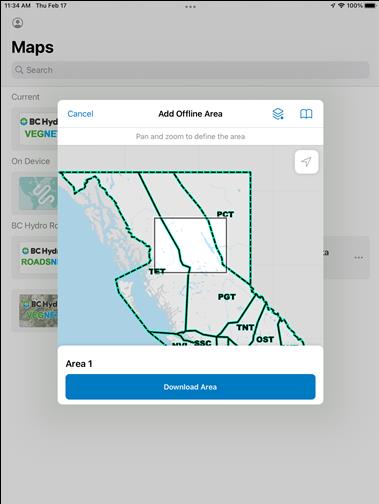 11:34 AM Thu Feb 17
100%
Maps
Search
Current
BC Hydro
VEGNE
On Device
BC Hydro Ro
BC Hydr
ROADSN
BC Hyd
VEGNE
Cancel
Add Offline Area
Pan and zoom to define the area
PCT
TET
PGT
TNT
OST
SSC
NVI
Area 1
Download Area